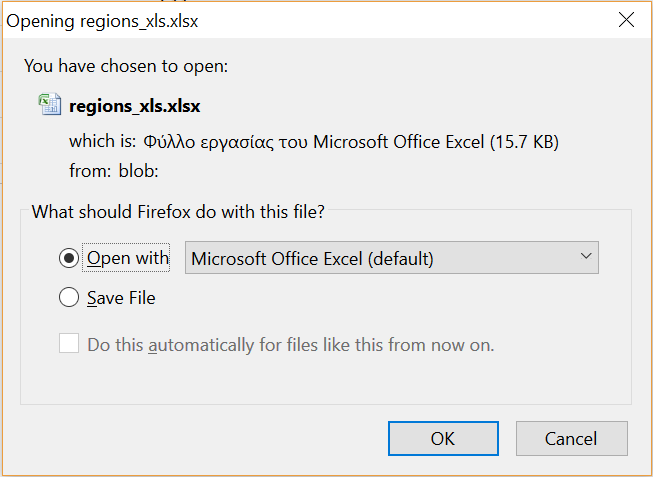 Opening regions_xls.xlsx
You have chosen to open:
regions_xls.xlsx
which is: Φύλλο εργασίας του Microsoft Office Excel (15.7 KB)
from: blob:
What should Firefox do with this file?
Open with Microsoft Office Excel (default)
Save File
Do this automatically for files like this from now on.
OK Cancel